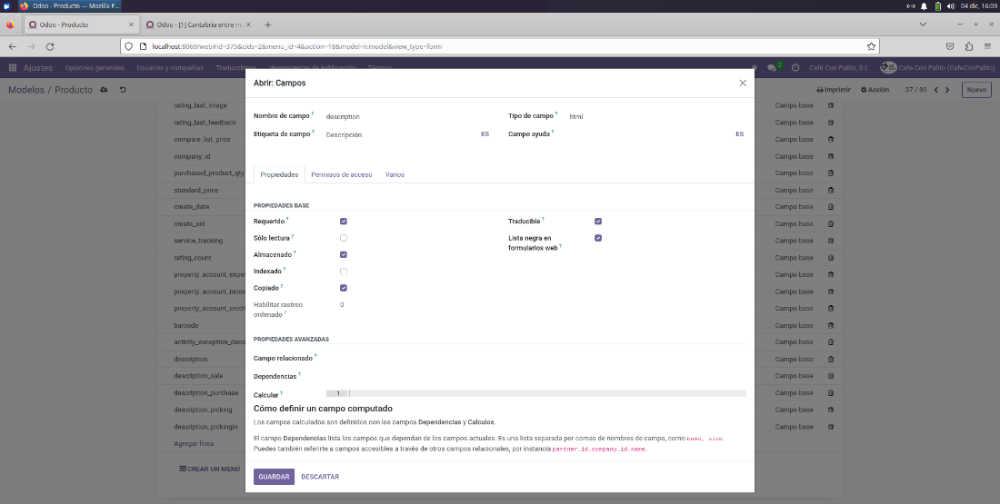 Odoo - Producto — Mozilla F...
04 dic, 16:09
Odoo - Producto
Odoo - [1] Cantabria entre m
localhost:8069/web#id=375&cids=2&menu_id=4&action=18&model=ir.model&view_type=form
Ajustes Opciones generales Usuarios y compañías Traducciones Herramientas de gamificación Técnico 2 Café Con Palito, S.L. Cafe Con Palito (CafeConPalito)
Modelos / Producto Imprimir Acción 37 / 80 Nuevo
rating_last_image Campo base
rating_last_feedback Campo base
compare_list_price Campo base
company_id Campo base
purchased_product_qty Campo base
standard_price Campo base
create_date Campo base
create_uid Campo base
service_tracking Campo base
rating_count Campo base
property_account_expe Campo base
property_account_incon Campo base
property_account_credi Campo base
barcode Campo base
activity_exception_deco Campo base
description Campo base
description_sale Campo base
description_purchase Campo base
description_picking Campo base
description_pickingin Campo base
Agregar línea
CREAR UN MENÚ
Abrir: Campos
Nombre de campo ? description Tipo de campo ? html
Etiqueta de campo ? Descripción ES Campo ayuda ? ES
Propiedades Permisos de acceso Varios
PROPIEDADES BASE
Requerido ? Traducible ?
Sólo lectura ? Lista negra en
formularios web ?
Almacenado ?
Indexado ?
Copiado ?
Habilitar rastreo 0
ordenado ?
PROPIEDADES AVANZADAS
Campo relacionado ?
Dependencias ?
Calcular ? 1
Cómo definir un campo computado
Los campos calculados son definidos con los campos Dependencias y Calculos.
El campo Dependencias lista los campos que dependan de los campos actuales. Es una lista separada por comas de nombres de campo, como name, size.
Puedes también referirte a campos accesibles a través de otros campos relacionales, por instancia partner_id.company_id.name.
GUARDAR DESCARTAR